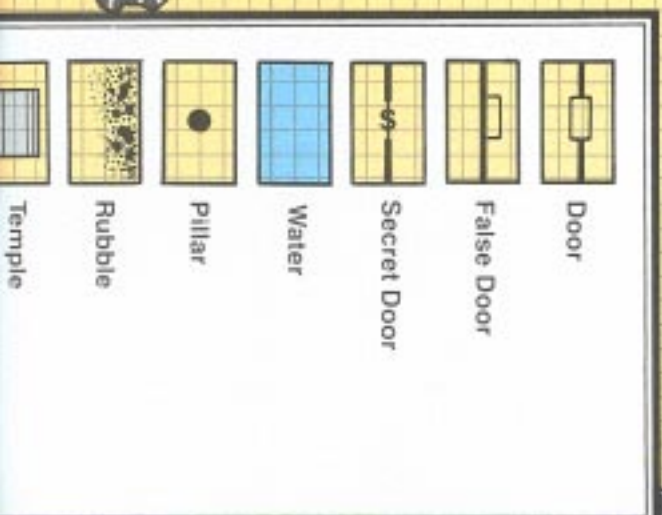 Door
False Door
S
Secret Door
Water
Pillar
Rubble
Temple